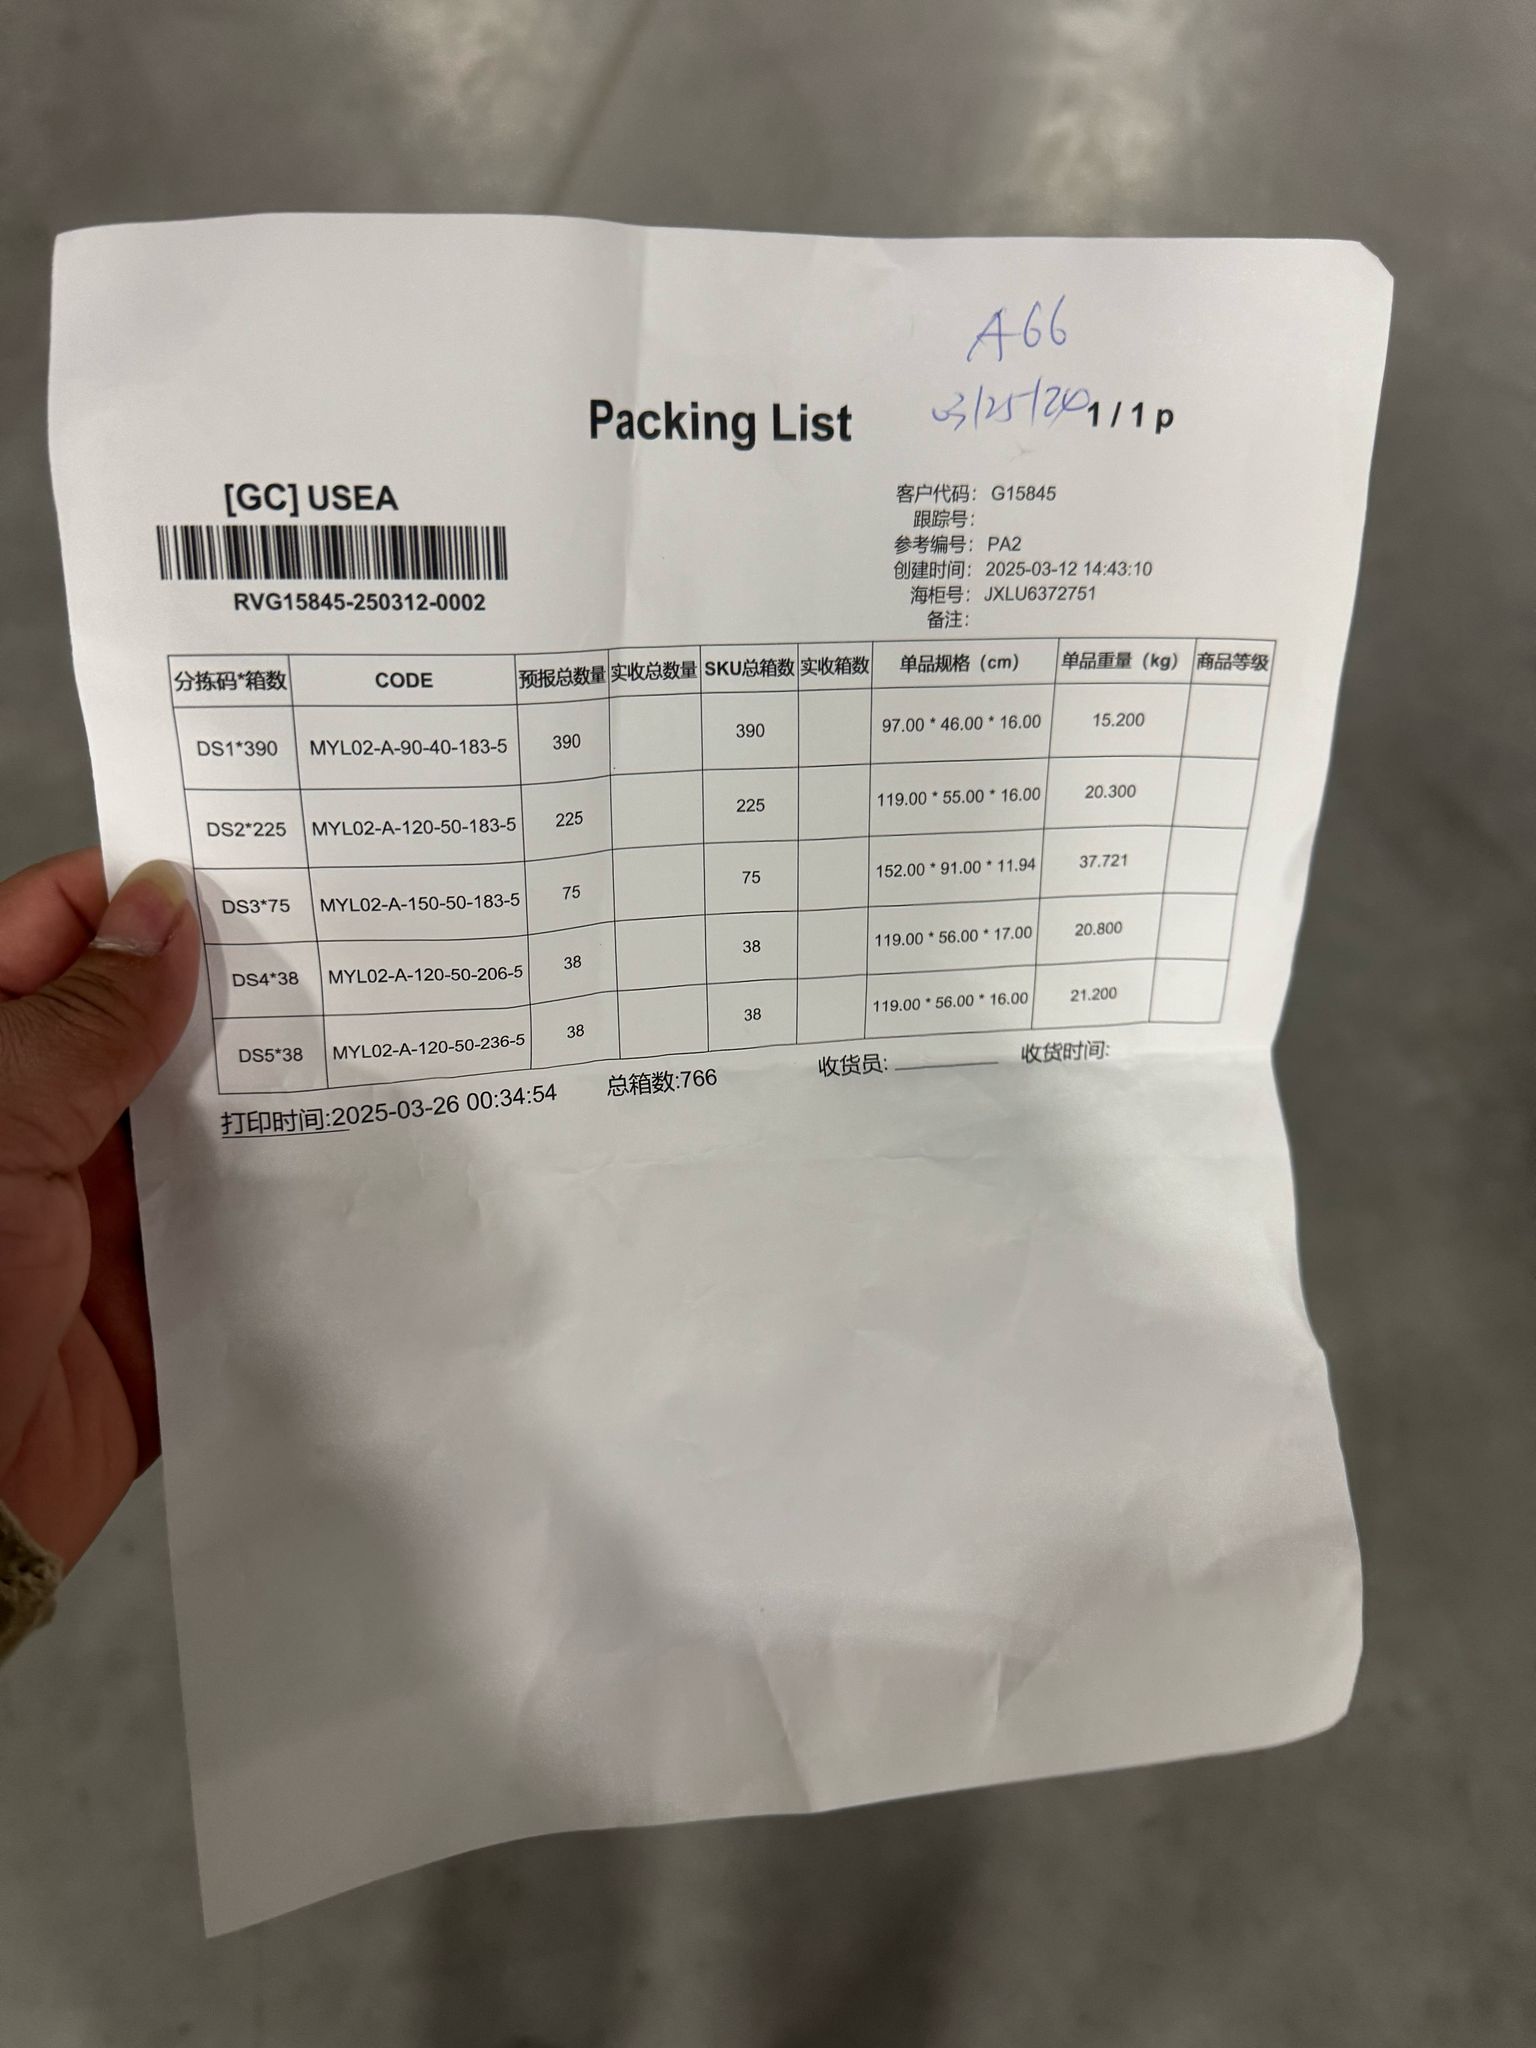 A66
Packing List
03/25/20 1 / 1 p
[GC] USEA
RVG15845-250312-0002
客户代码： G15845
跟踪号：
参考编号： PA2
创建时间： 2025-03-12 14:43:10
海柜号： JXLU6372751
备注：
分拣码*箱数 CODE 预报总数量 实收总数量 SKU总箱数 实收箱数 单品规格（cm） 单品重量（kg） 商品等级
DS1*390 MYL02-A-90-40-183-5 390 390 97.00 * 46.00 * 16.00 15.200
DS2*225 MYL02-A-120-50-183-5 225 225 119.00 * 55.00 * 16.00 20.300
DS3*75 MYL02-A-150-50-183-5 75 75 152.00 * 91.00 * 11.94 37.721
DS4*38 MYL02-A-120-50-206-5 38 38 119.00 * 56.00 * 17.00 20.800
DS5*38 MYL02-A-120-50-236-5 38 38 119.00 * 56.00 * 16.00 21.200
打印时间:2025-03-26 00:34:54 总箱数:766 收货员: 收货时间: